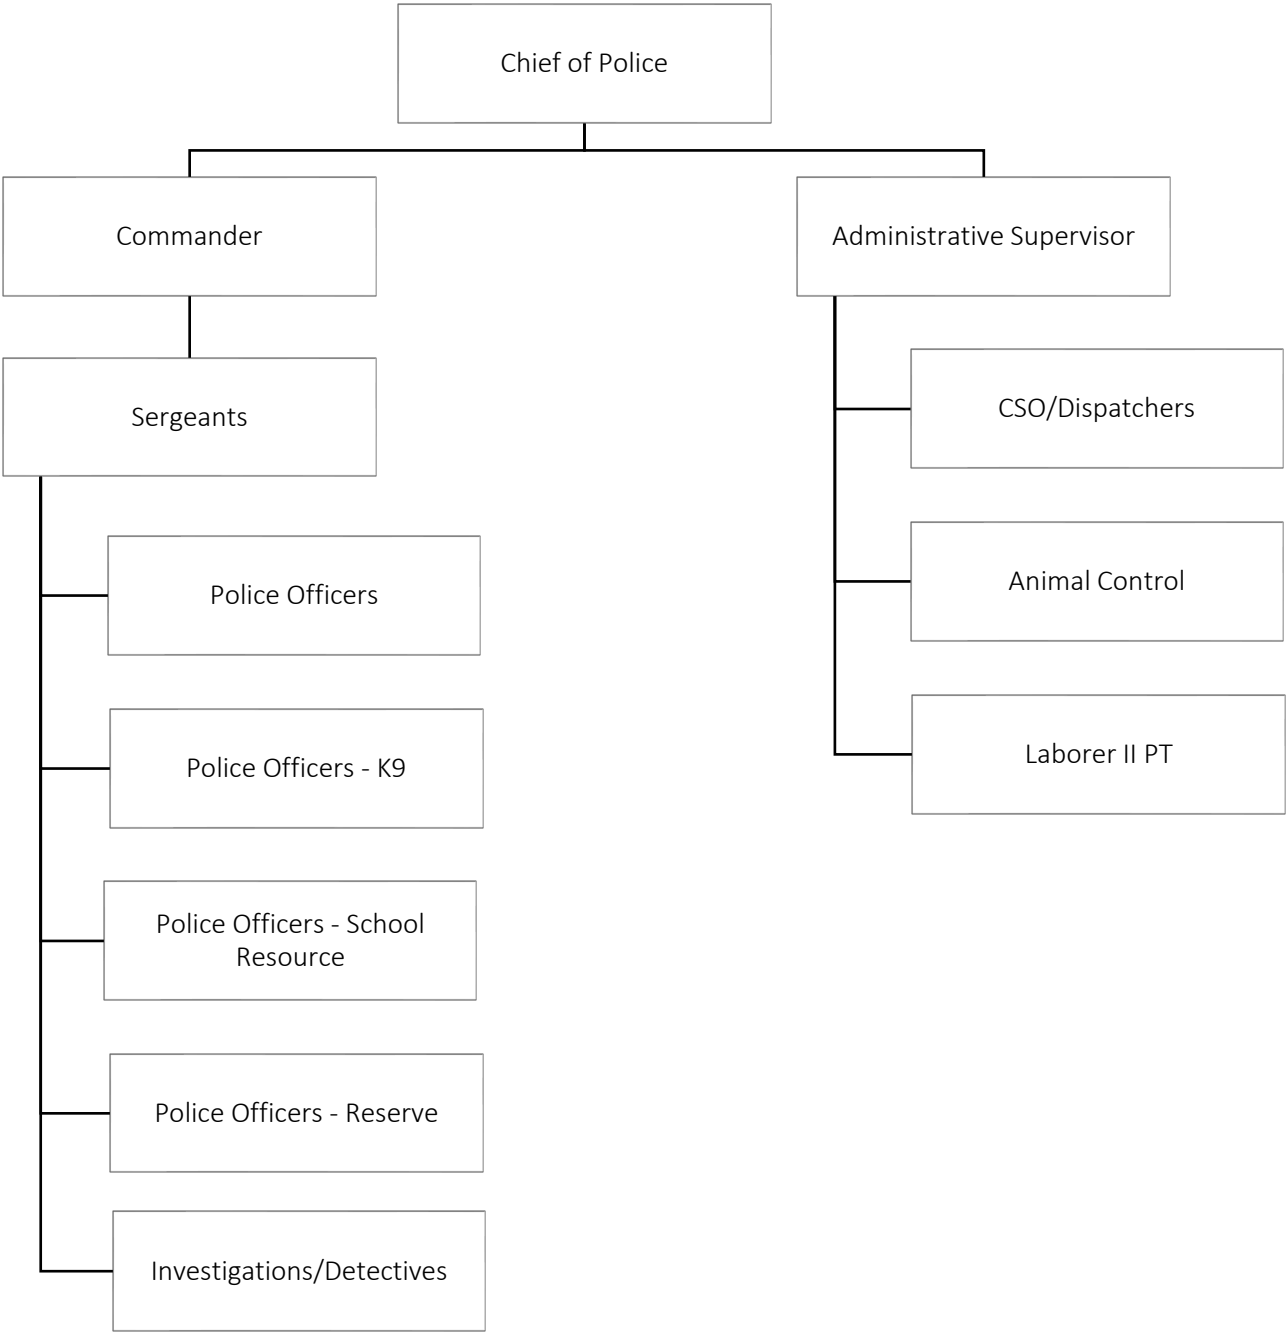 Chief of Police
Commander
Administrative Supervisor
Sergeants
CSO/Dispatchers
Police Officers
Animal Control
Police Officers - K9
Laborer II PT
Police Officers - School
Resource
Police Officers - Reserve
Investigations/Detectives